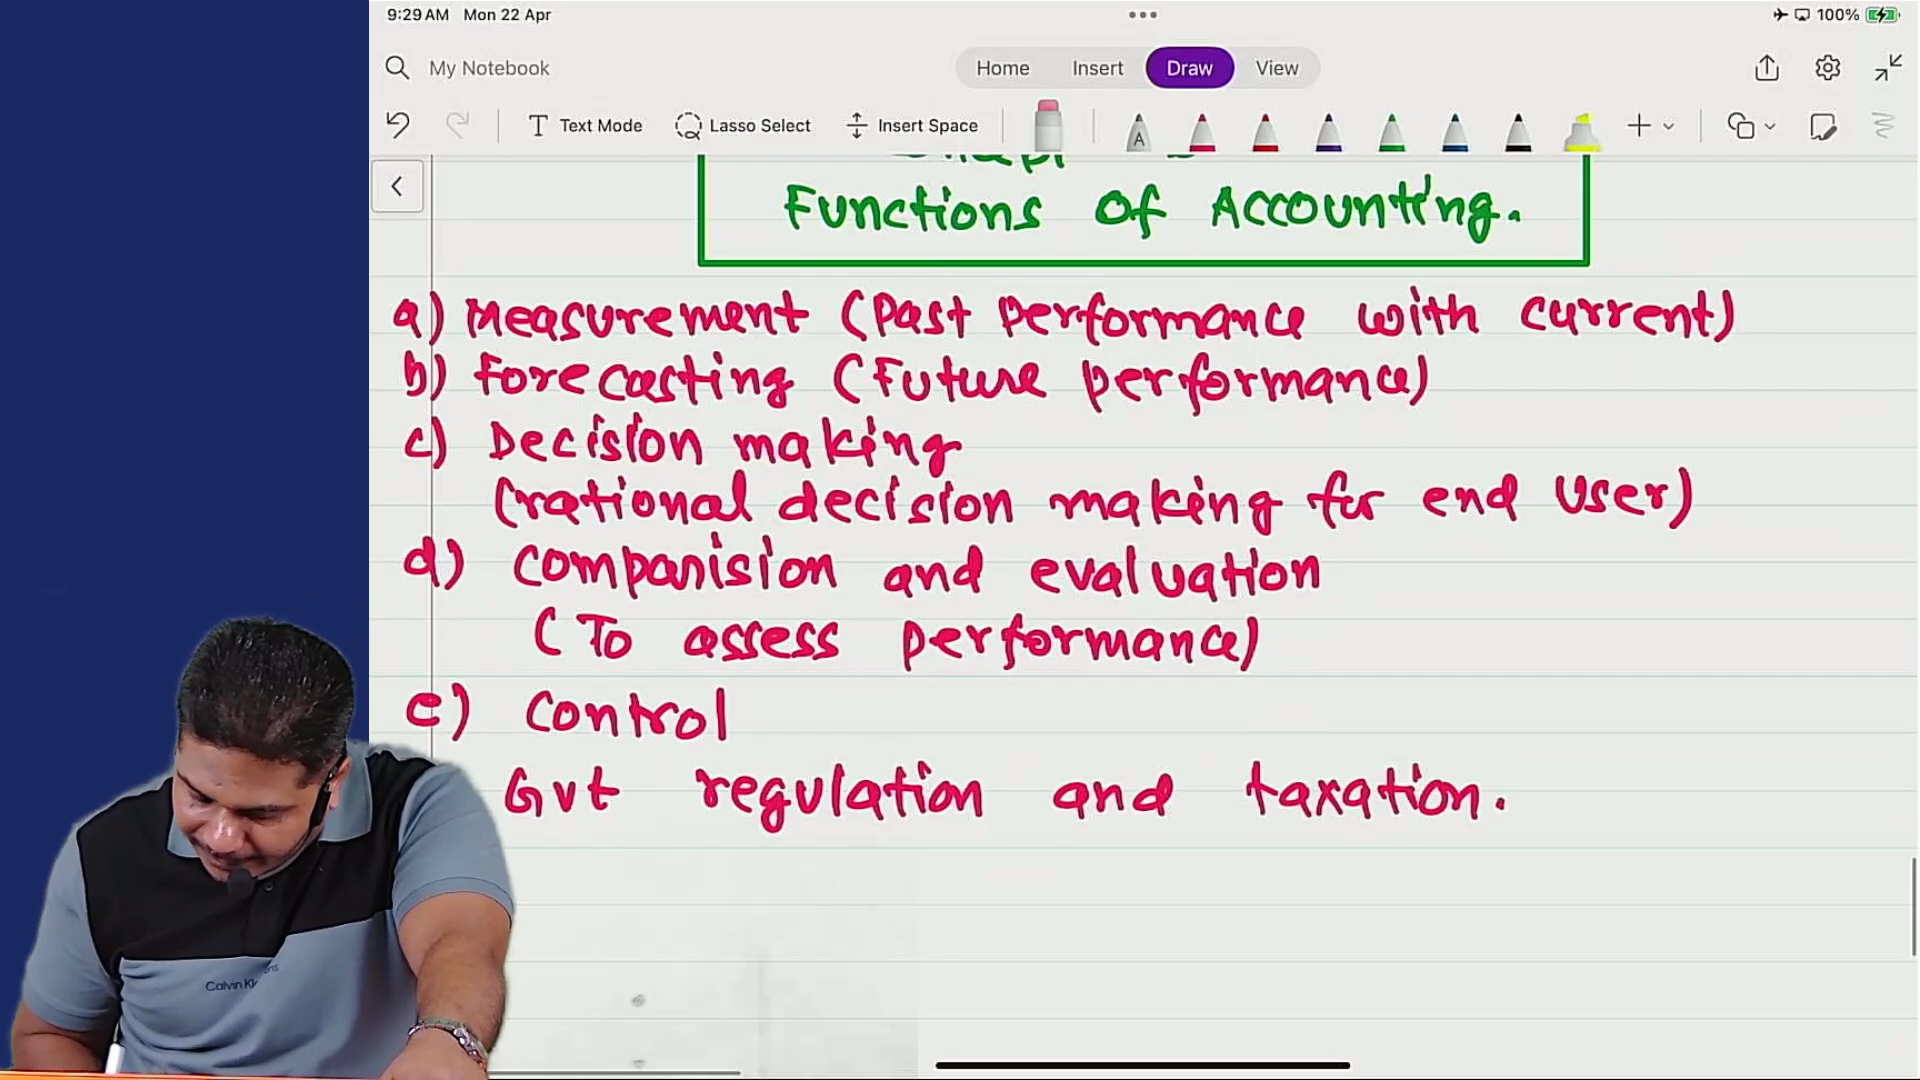 9:29 AM Mon 22 Apr
100%
My Notebook
Home Insert Draw View
Text Mode Lasso Select Insert Space
A
Functions of Accounting.
a) Measurement (Past performance with current)
b) Forecasting (Future performance)
c) Decision making
(rational decision making for end user)
d) Comparision and evaluation
(To assess performance)
e) Control
Gvt regulation and taxation.
Calvin